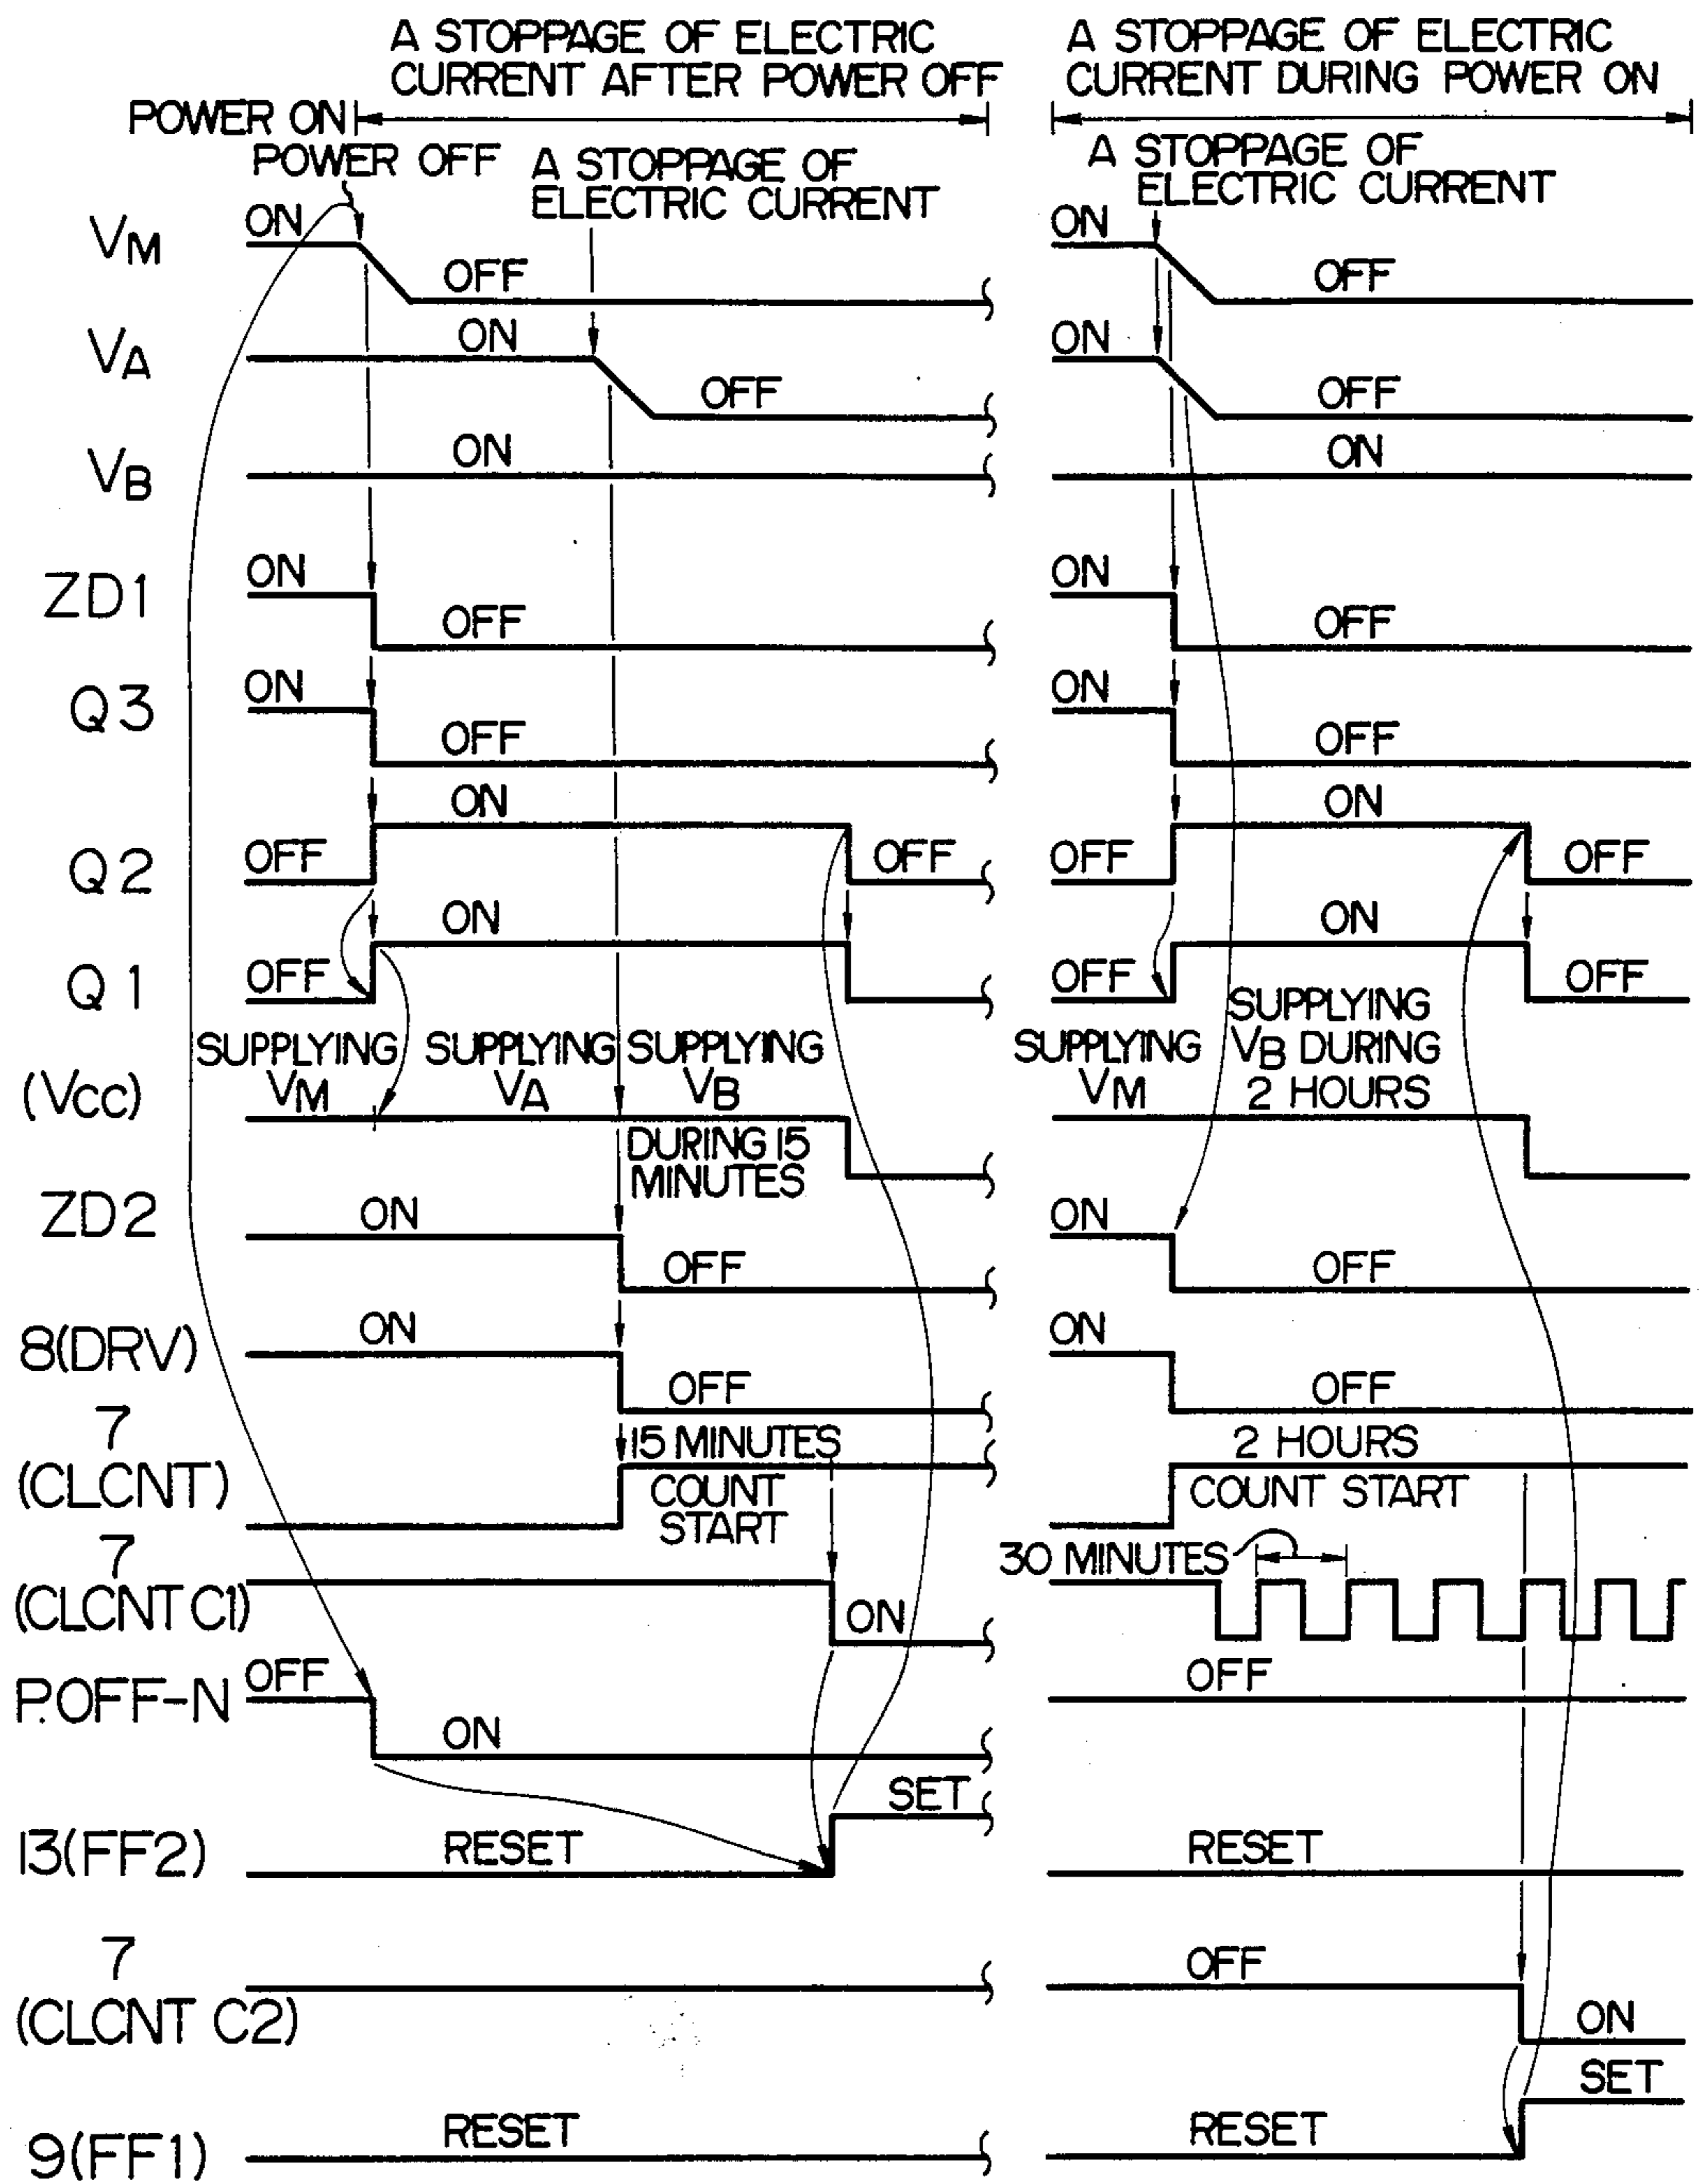 A STOPPAGE OF ELECTRIC
CURRENT AFTER POWER OFF
A STOPPAGE OF ELECTRIC
CURRENT DURING POWER ON
POWER ON
POWER OFF
A STOPPAGE OF
ELECTRIC CURRENT
A STOPPAGE OF
ELECTRIC CURRENT
VM ON OFF ON OFF
VA ON OFF ON OFF
VB ON ON
ZD1 ON OFF ON OFF
Q3 ON OFF ON OFF
Q2 OFF ON OFF OFF ON OFF
Q1 OFF ON OFF ON OFF
(VCC)
SUPPLYING
VM
SUPPLYING
VA
SUPPLYING
VB
DURING 15
MINUTES
SUPPLYING
VM
SUPPLYING
VB DURING
2 HOURS
ZD2 ON OFF ON OFF
8(DRV) ON OFF ON OFF
7
(CLCNT)
15 MINUTES
COUNT
START
2 HOURS
COUNT START
7
(CLCNT C1)
ON
30 MINUTES
P.OFF-N OFF ON OFF
13(FF2) RESET SET RESET
7
(CLCNT C2)
OFF ON
9(FF1) RESET RESET SET